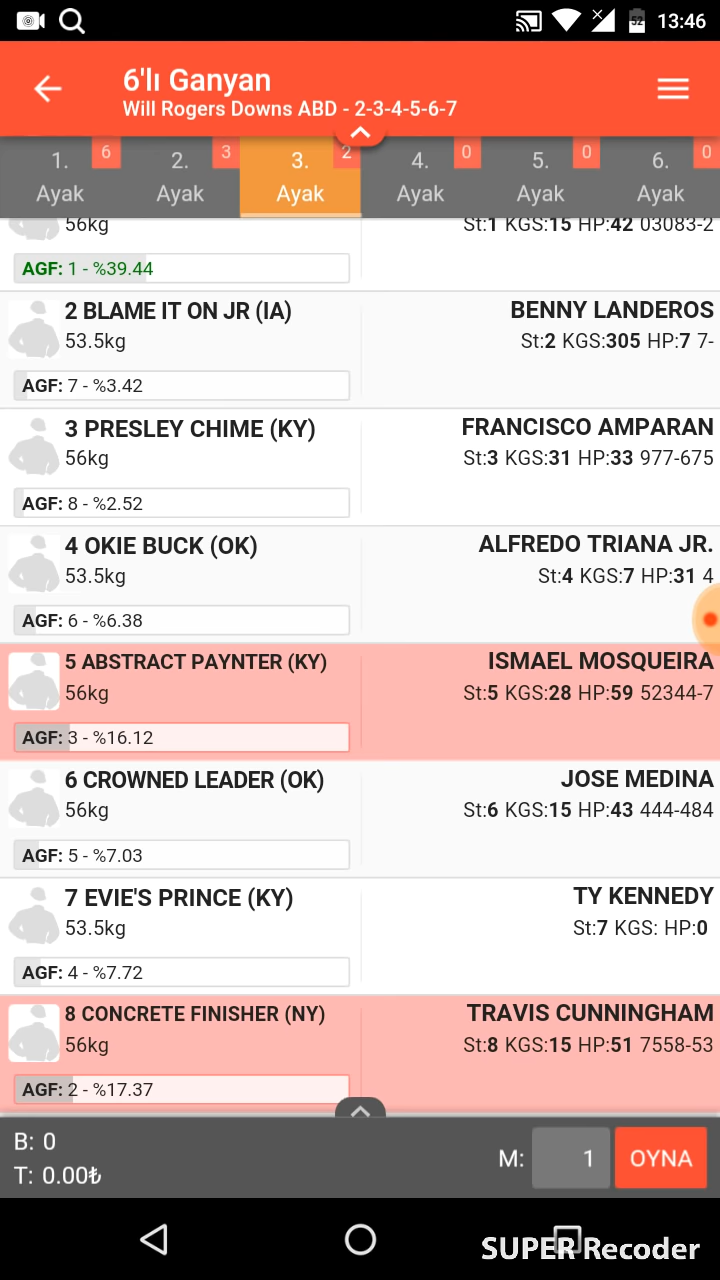 52
13:46
6'lı Ganyan
Will Rogers Downs ABD - 2-3-4-5-6-7
1. Ayak 6
2. Ayak 3
3. Ayak 2
4. Ayak 0
5. Ayak 0
6. Ayak 0
56kg
St:1 KGS:15 HP:42 03083-2
AGF: 1 - %39.44
2 BLAME IT ON JR (IA)
BENNY LANDEROS
53.5kg
St:2 KGS:305 HP:7 7-
AGF: 7 - %3.42
3 PRESLEY CHIME (KY)
FRANCISCO AMPARAN
56kg
St:3 KGS:31 HP:33 977-675
AGF: 8 - %2.52
4 OKIE BUCK (OK)
ALFREDO TRIANA JR.
53.5kg
St:4 KGS:7 HP:31 4
AGF: 6 - %6.38
5 ABSTRACT PAYNTER (KY)
ISMAEL MOSQUEIRA
56kg
St:5 KGS:28 HP:59 52344-7
AGF: 3 - %16.12
6 CROWNED LEADER (OK)
JOSE MEDINA
56kg
St:6 KGS:15 HP:43 444-484
AGF: 5 - %7.03
7 EVIE'S PRINCE (KY)
TY KENNEDY
53.5kg
St:7 KGS: HP:0
AGF: 4 - %7.72
8 CONCRETE FINISHER (NY)
TRAVIS CUNNINGHAM
56kg
St:8 KGS:15 HP:51 7558-53
AGF: 2 - %17.37
B: 0
T: 0.00₺
M: 1
OYNA
SUPER Recoder